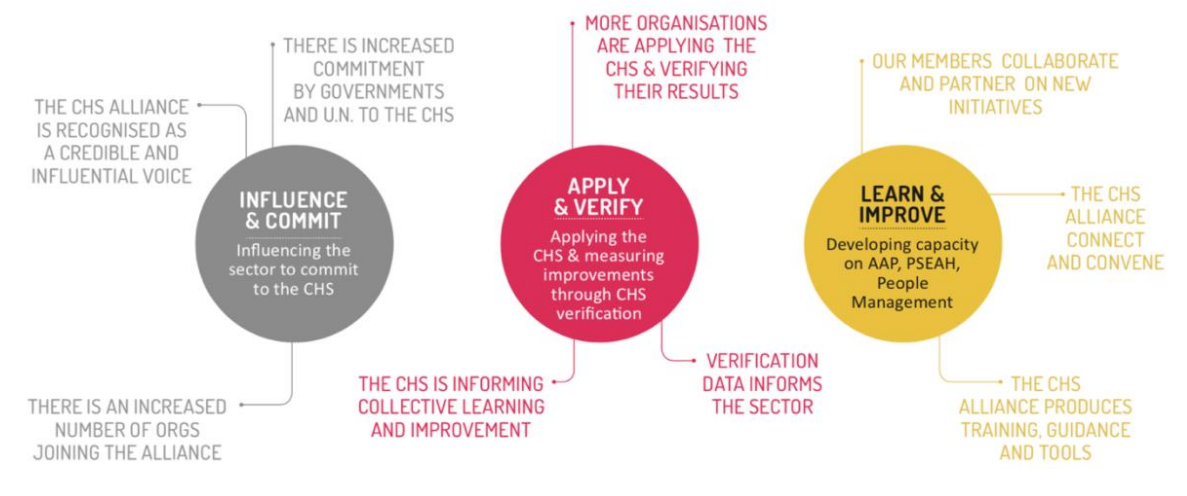 THERE IS INCREASED
COMMITMENT
BY GOVERNMENTS
AND U.N. TO THE CHS
THE CHS ALLIANCE
IS RECOGNISED AS
A CREDIBLE AND
INFLUENTIAL VOICE
INFLUENCE
& COMMIT
Influencing the
sector to commit
to the CHS
THERE IS AN INCREASED
NUMBER OF ORGS
JOINING THE ALLIANCE
MORE ORGANISATIONS
ARE APPLYING THE
CHS & VERIFYING
THEIR RESULTS
APPLY
& VERIFY
Applying the
CHS & measuring
improvements
through CHS
verification
THE CHS IS INFORMING
COLLECTIVE LEARNING
AND IMPROVEMENT
VERIFICATION
DATA INFORMS
THE SECTOR
OUR MEMBERS COLLABORATE
AND PARTNER ON NEW
INITIATIVES
LEARN &
IMPROVE
Developing capacity
on AAP, PSEAH,
People
Management
THE CHS
ALLIANCE
CONNECT
AND CONVENE
THE CHS
ALLIANCE PRODUCES
TRAINING, GUIDANCE
AND TOOLS